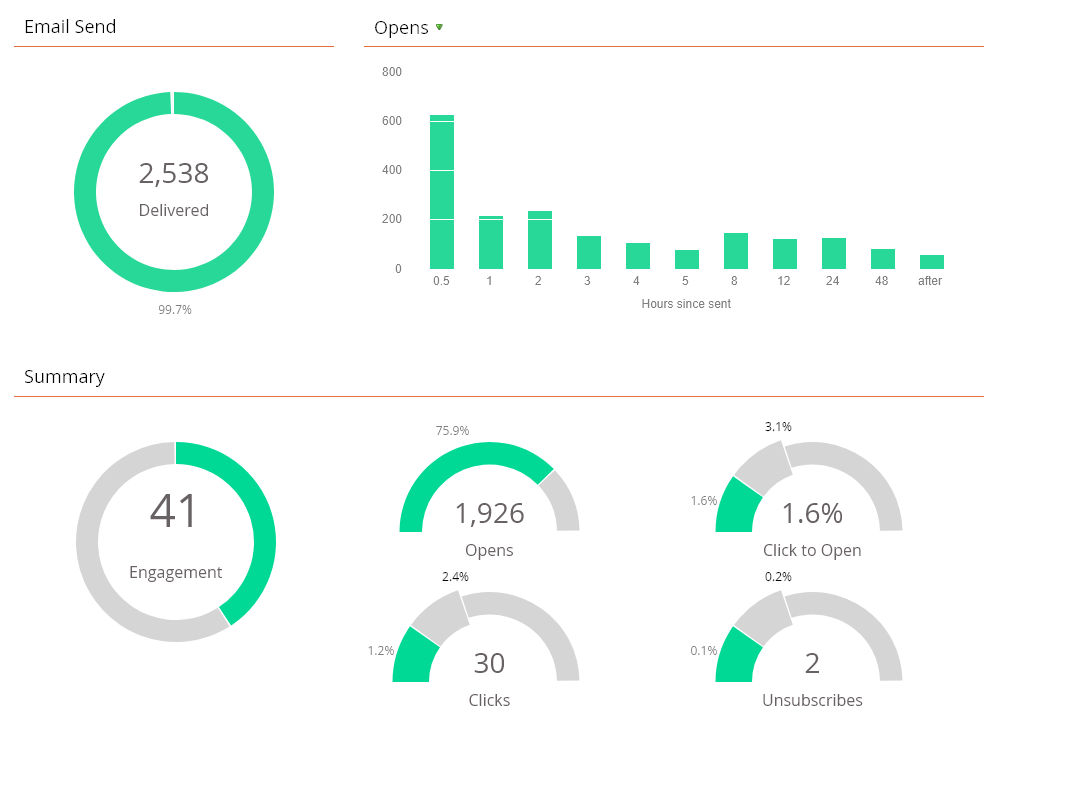 Email Send
2,538
Delivered
99.7%
Opens
800
600
400
200
0
0.5 1 2 3 4 5 8 12 24 48 after
Hours since sent
Summary
41
Engagement
75.9%
1,926
Opens
3.1%
1.6%
1.6%
Click to Open
2.4%
1.2%
30
Clicks
0.2%
0.1%
2
Unsubscribes